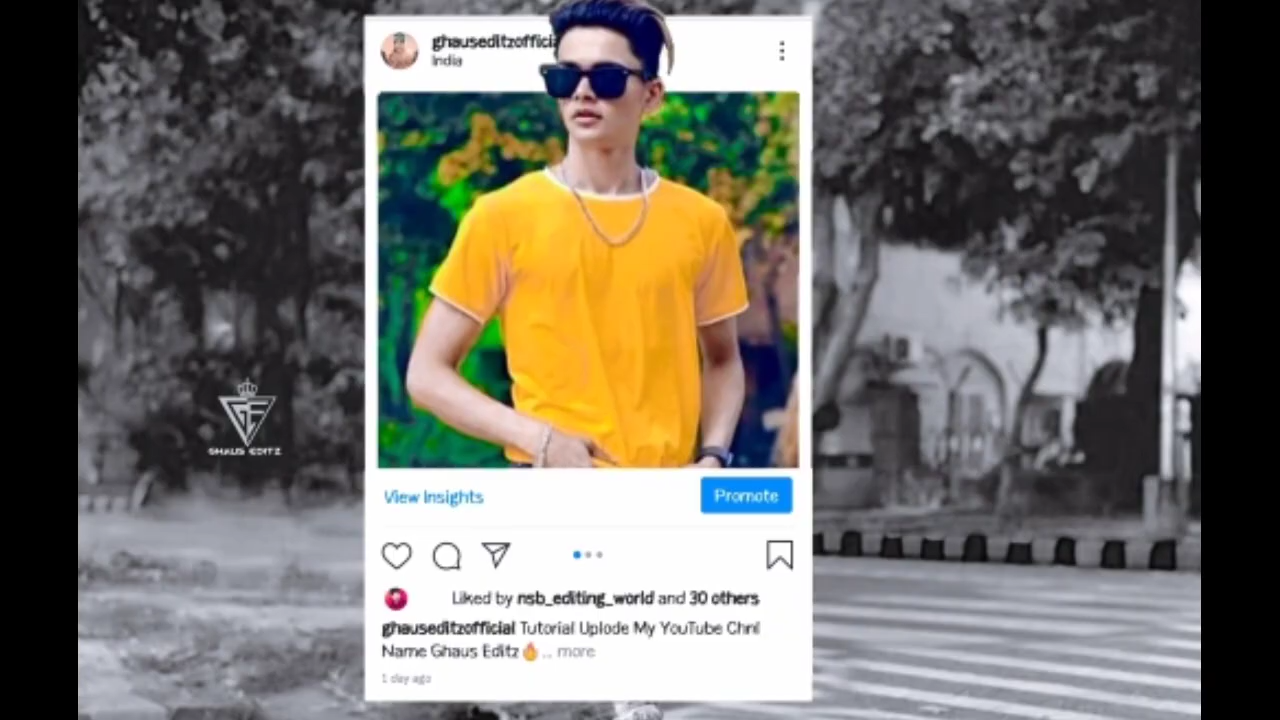 ghauseditzofficia
India
GHAUS EDITZ
View Insights
Promote
Liked by nsb_editing_world and 30 others
ghauseditzofficial Tutorial Uplode My YouTube Chnl
Name Ghaus Editz🔥... more
1 day ago